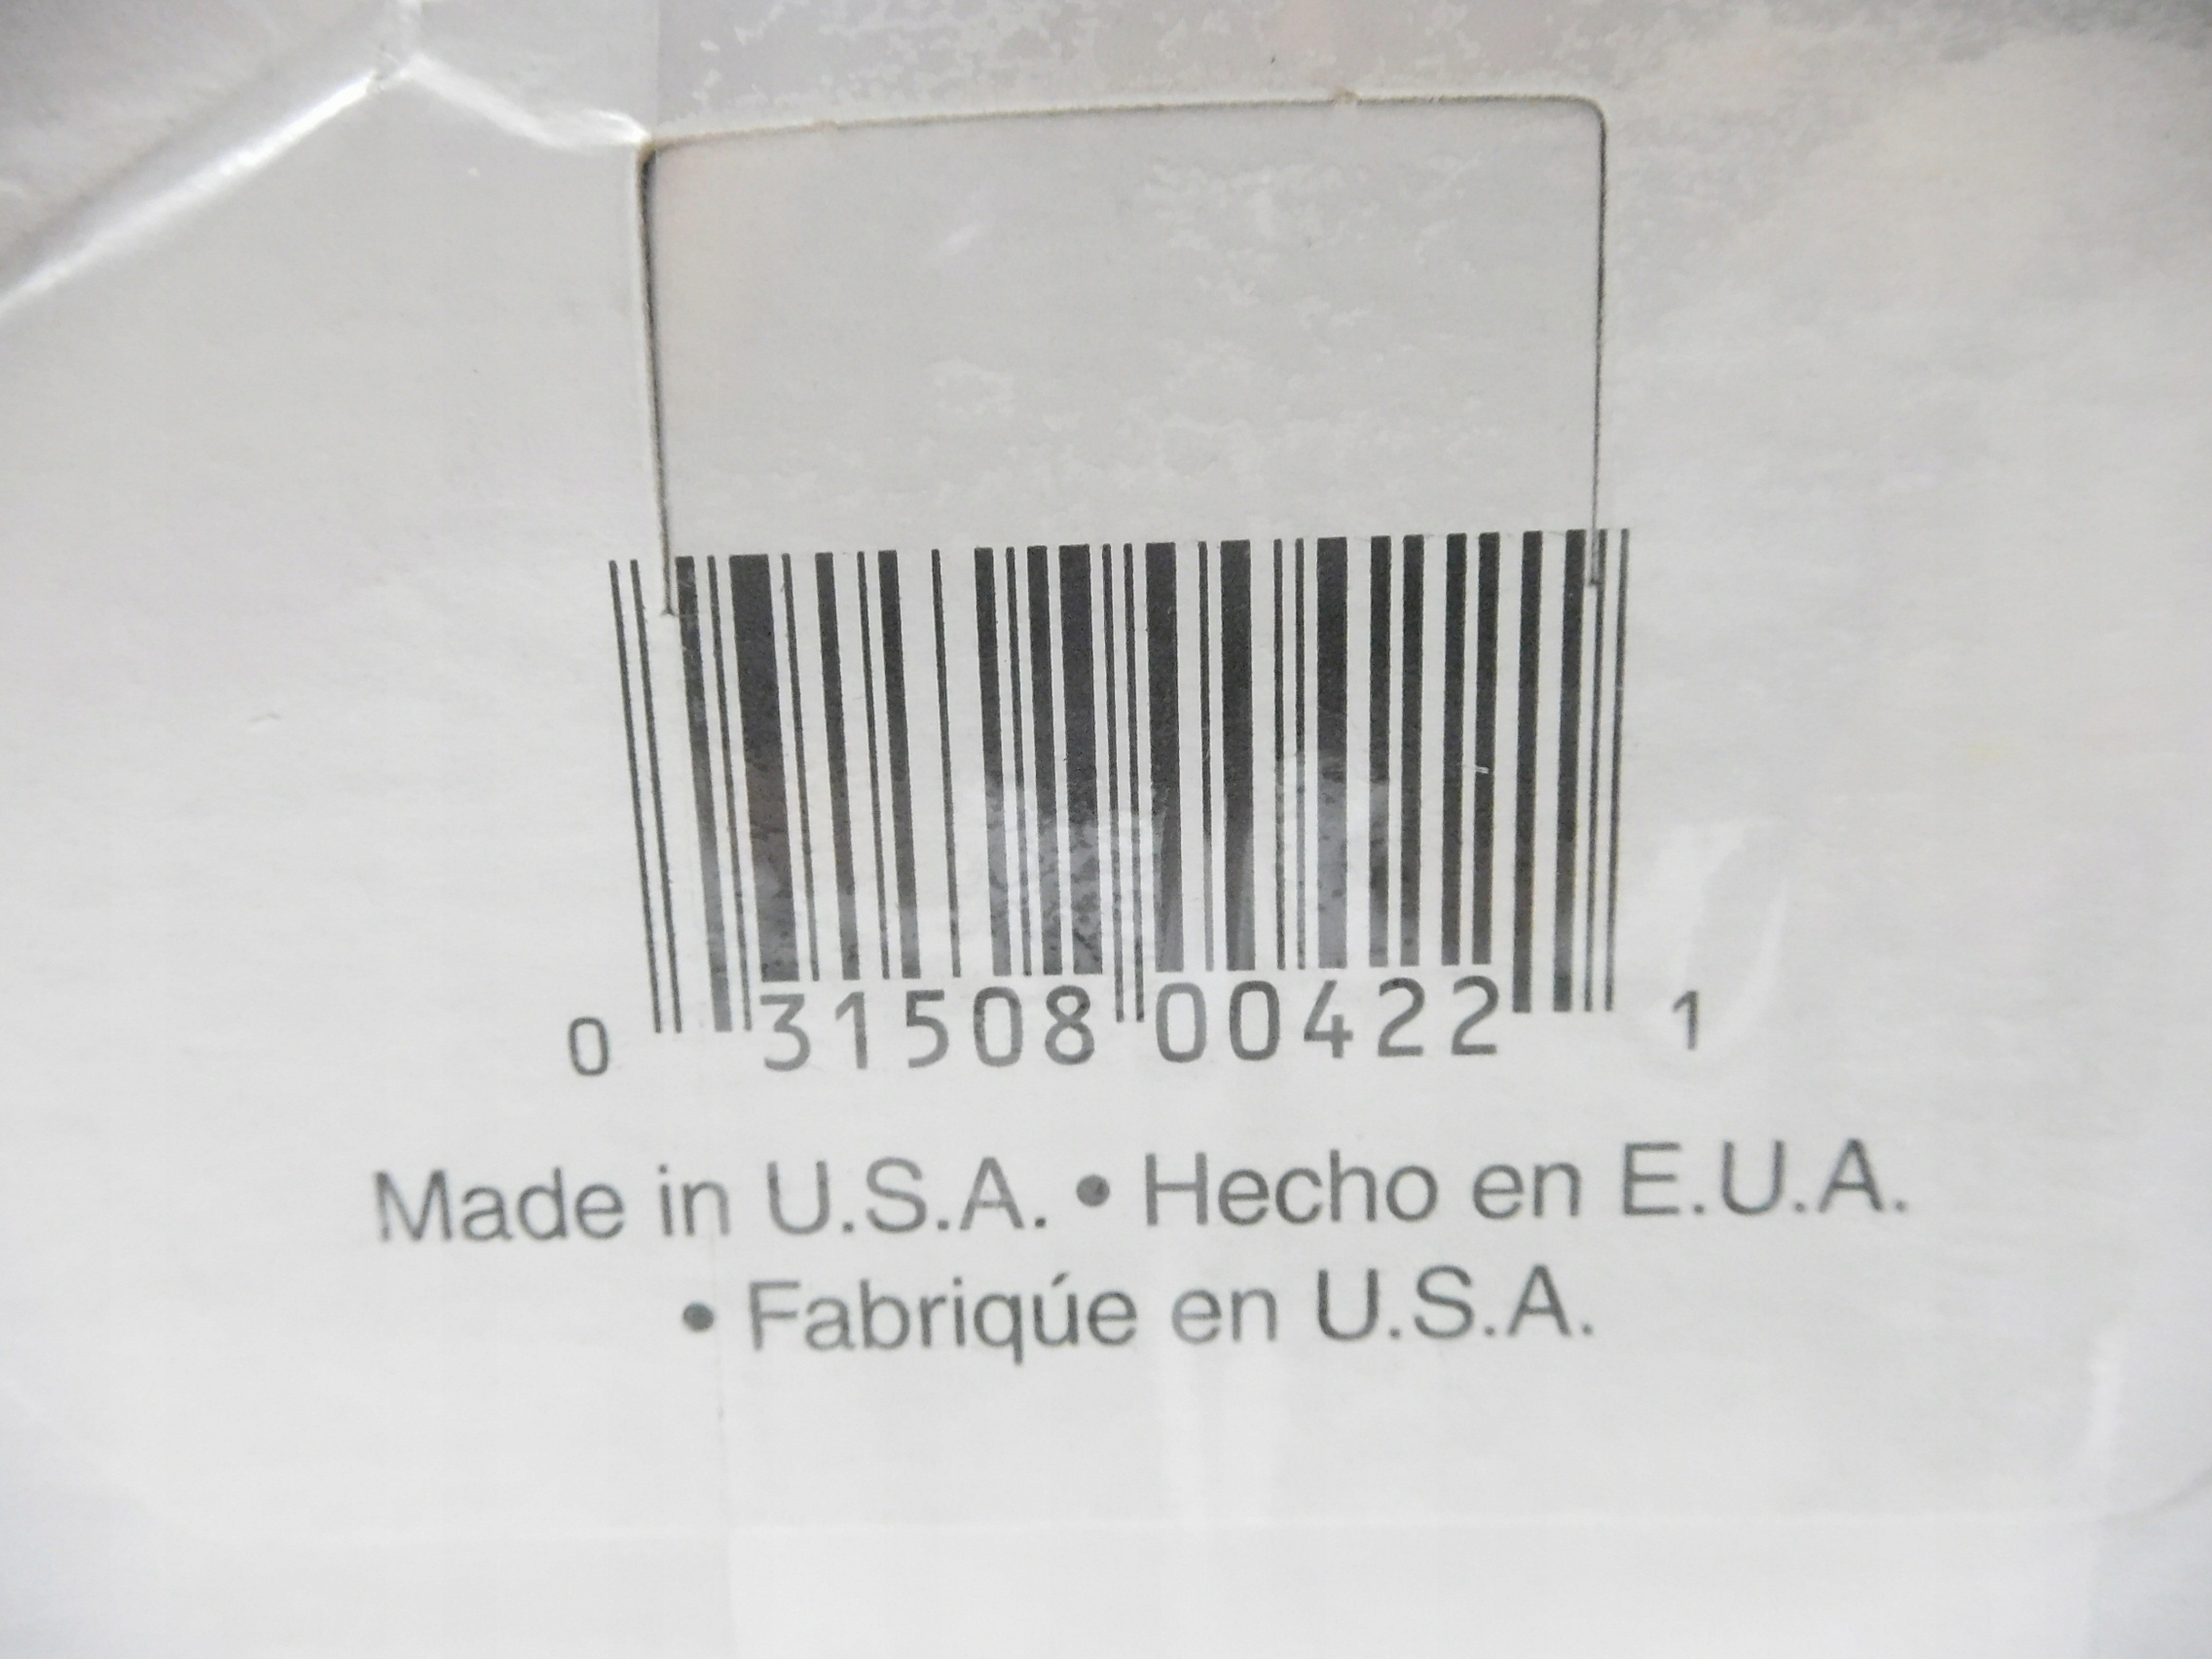 0 31508 00422 1
Made in U.S.A. • Hecho en E.U.A.
• Fabriqúe en U.S.A.